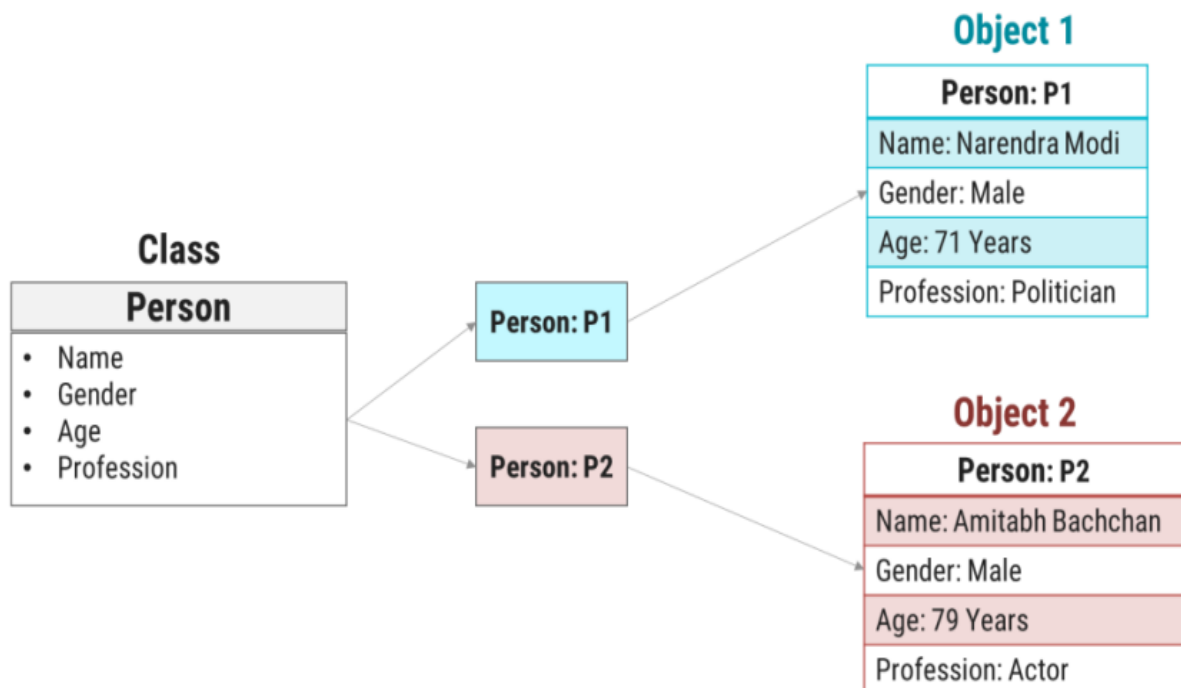 Class
Person
• Name
• Gender
• Age
• Profession
Person: P1
Person: P2
Object 1
Person: P1
Name: Narendra Modi
Gender: Male
Age: 71 Years
Profession: Politician
Object 2
Person: P2
Name: Amitabh Bachchan
Gender: Male
Age: 79 Years
Profession: Actor